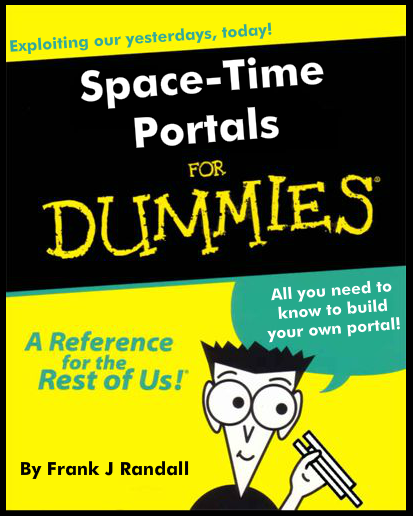 Exploiting our yesterdays, today!
Space-Time
Portals
FOR
DUMMIES®
All you need to
know to build
your own portal!
A Reference
for the
Rest of Us!™
By Frank J Randall